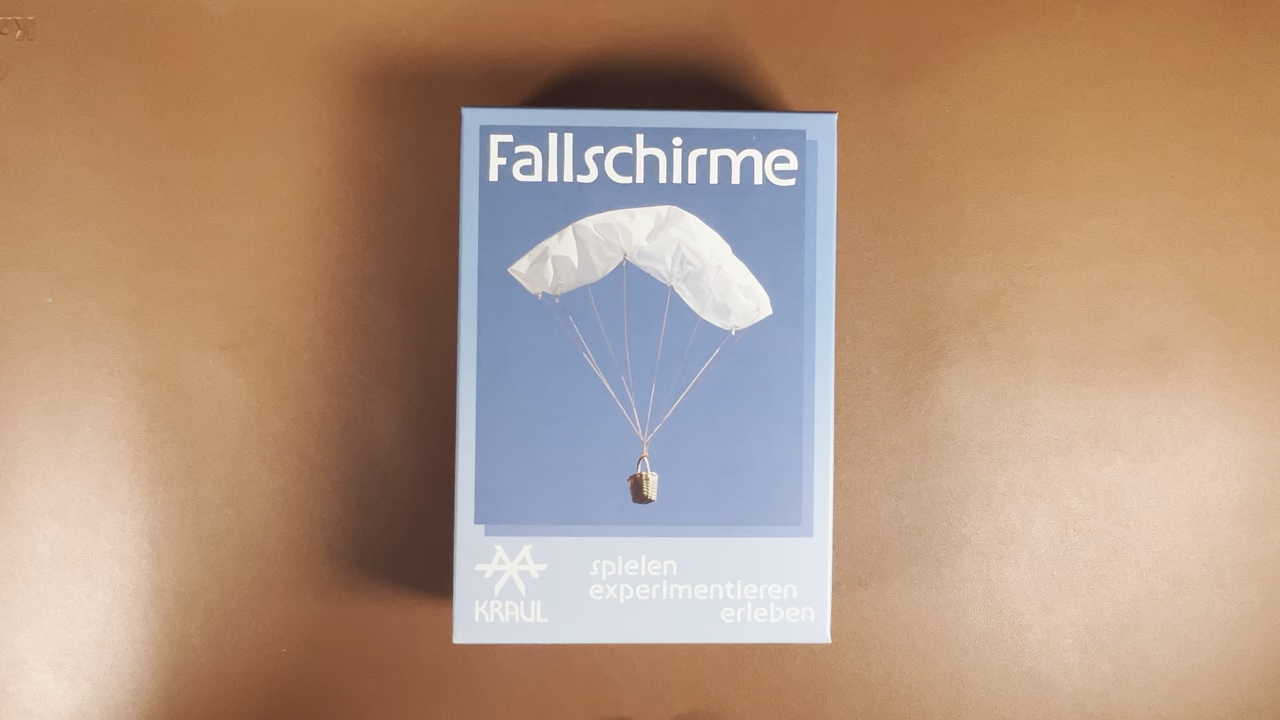 Fallschirme
KRAUL
spielen
experimentieren
erleben